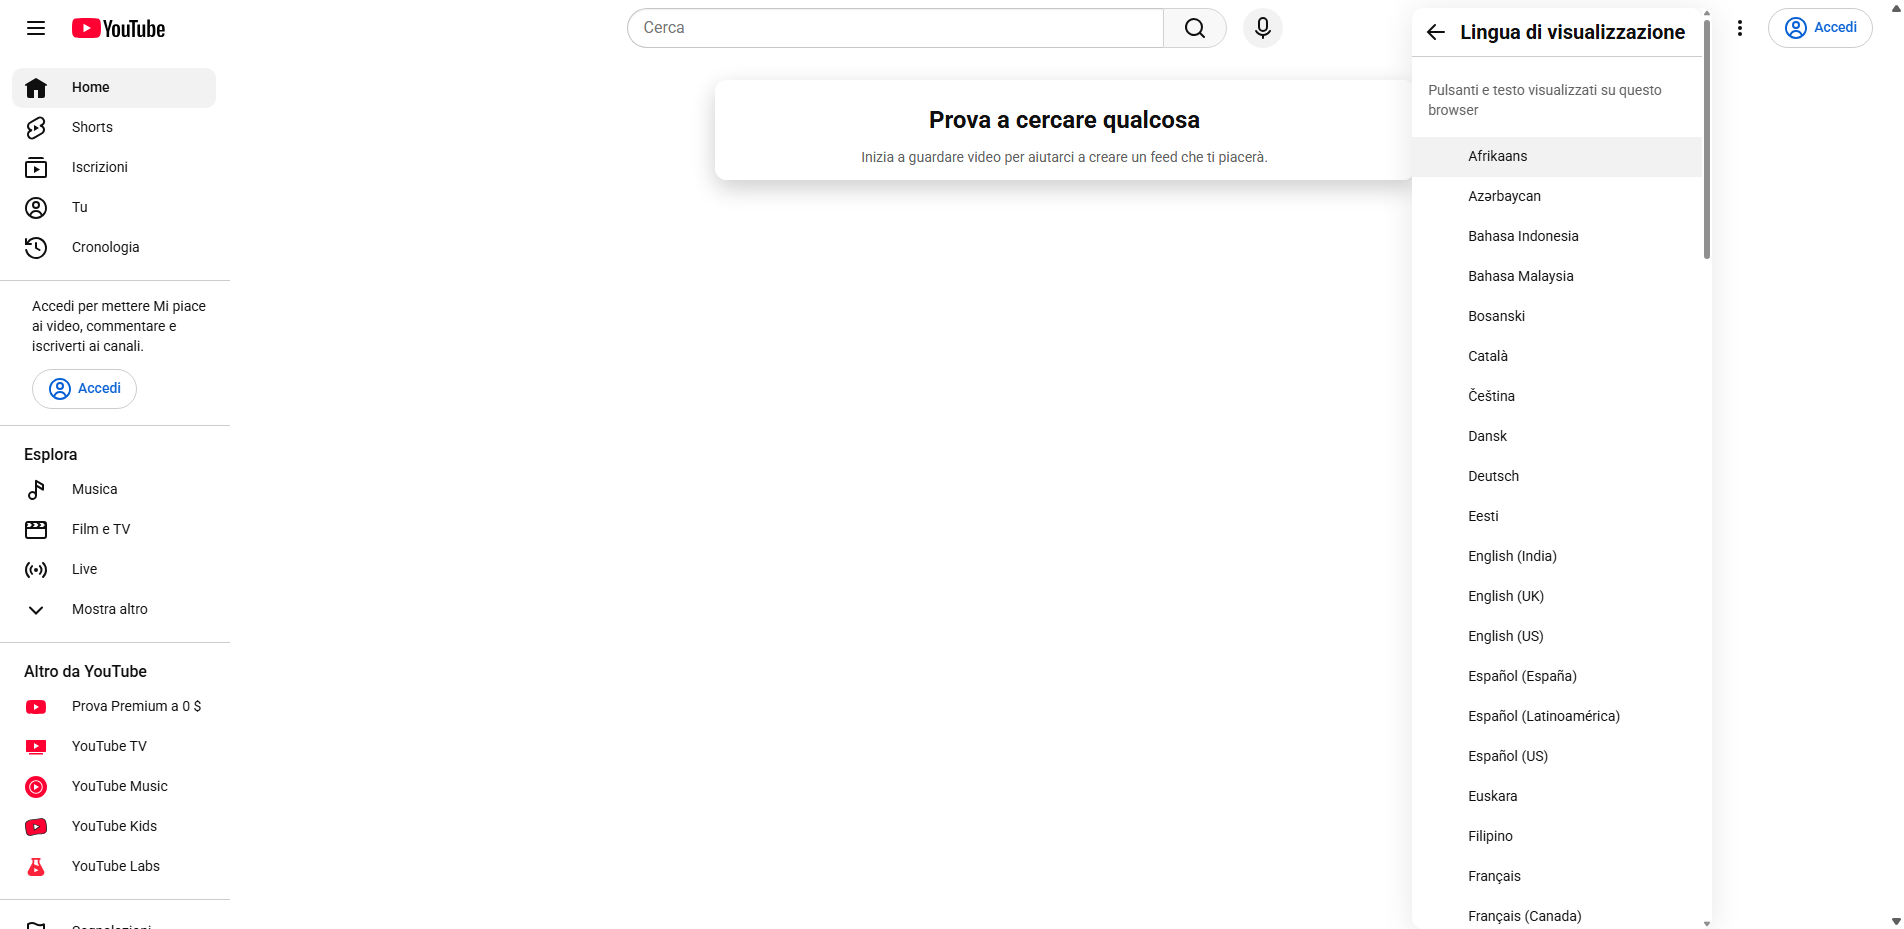 YouTube
Cerca
Accedi
Home
Shorts
Iscrizioni
Tu
Cronologia
Accedi per mettere Mi piace
ai video, commentare e
iscriverti ai canali.
Accedi
Esplora
Musica
Film e TV
Live
Mostra altro
Altro da YouTube
Prova Premium a 0 $
YouTube TV
YouTube Music
YouTube Kids
YouTube Labs
Prova a cercare qualcosa
Inizia a guardare video per aiutarci a creare un feed che ti piacerà.
Lingua di visualizzazione
Pulsanti e testo visualizzati su questo
browser
Afrikaans
Azərbaycan
Bahasa Indonesia
Bahasa Malaysia
Bosanski
Català
Čeština
Dansk
Deutsch
Eesti
English (India)
English (UK)
English (US)
Español (España)
Español (Latinoamérica)
Español (US)
Euskara
Filipino
Français
Français (Canada)